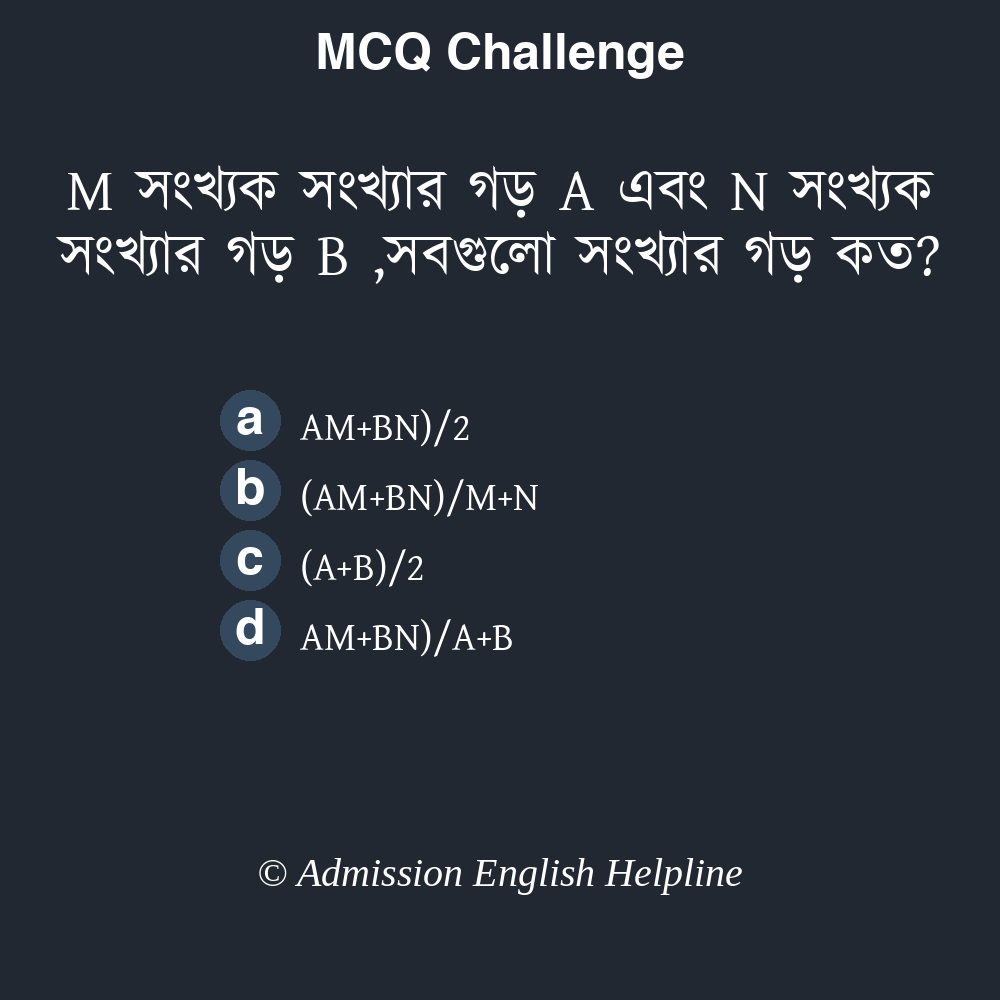 MCQ Challenge
M সংখ্যক সংখ্যার গড় A এবং N সংখ্যক
সংখ্যার গড় B ,সবগুলো সংখ্যার গড় কত?
a AM+BN)/2
b (AM+BN)/M+N
c (A+B)/2
d AM+BN)/A+B
© Admission English Helpline